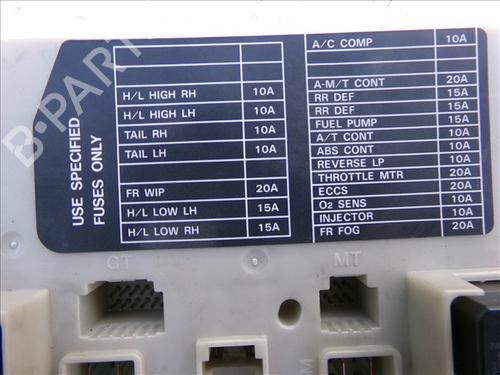 USE SPECIFIED
FUSES ONLY
H/L HIGH RH 10A
H/L HIGH LH 10A
TAIL RH 10A
TAIL LH 10A
FR WIP 20A
H/L LOW LH 15A
H/L LOW RH 15A
A/C COMP 10A
A-M/T CONT 20A
RR DEF 15A
RR DEF 15A
FUEL PUMP 15A
A/T CONT 10A
ABS CONT 10A
REVERSE LP 10A
THROTTLE MTR 20A
ECCS 20A
O2 SENS 10A
INJECTOR 10A
FR FOG 20A
CT
MT
M
B-PARTS